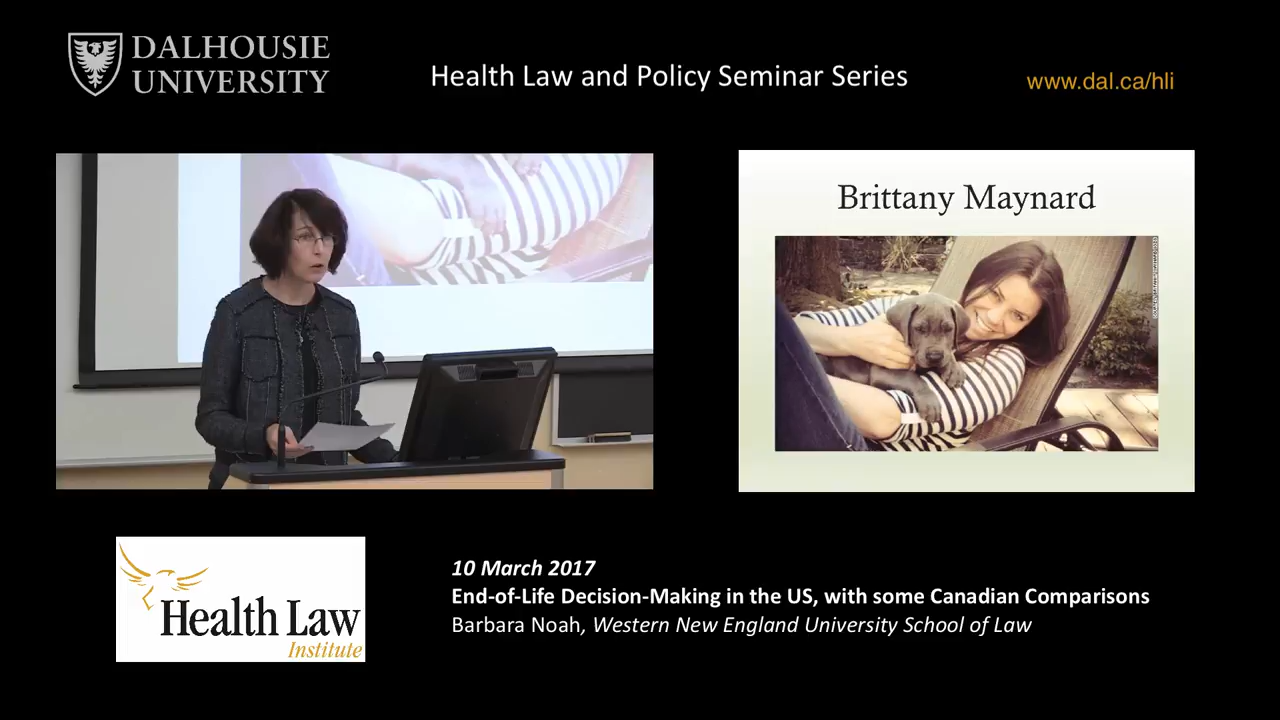 DALHOUSIE
UNIVERSITY
Health Law and Policy Seminar Series
www.dal.ca/hli
Brittany Maynard
Health Law
Institute
10 March 2017
End-of-Life Decision-Making in the US, with some Canadian Comparisons
Barbara Noah, Western New England University School of Law